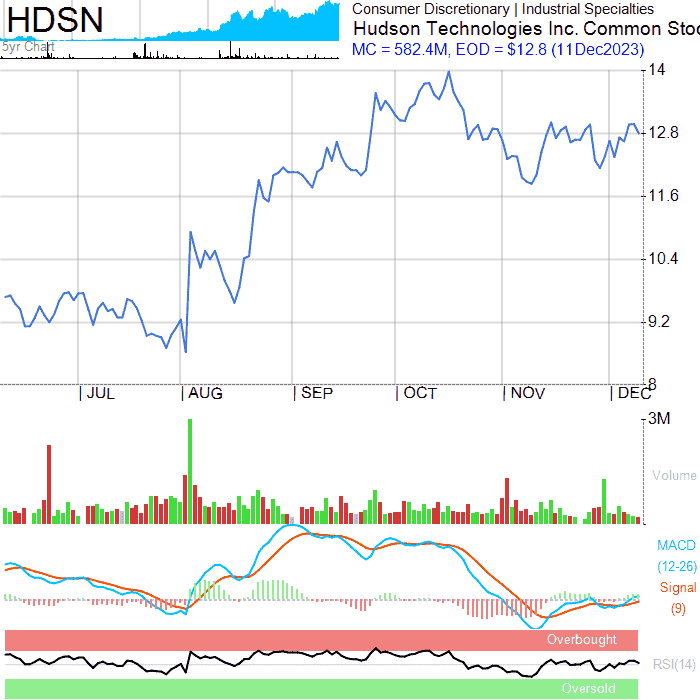 HDSN
5yr Chart
Consumer Discretionary | Industrial Specialties
Hudson Technologies Inc. Common Stoc
MC = 582.4M, EOD = $12.8 (11Dec2023)
14
12.8
11.6
10.4
9.2
8
| JUL | AUG | SEP | OCT | NOV | DEC
3M
Volume
MACD
(12-26)
Signal
(9)
Overbought
RSI(14)
Oversold